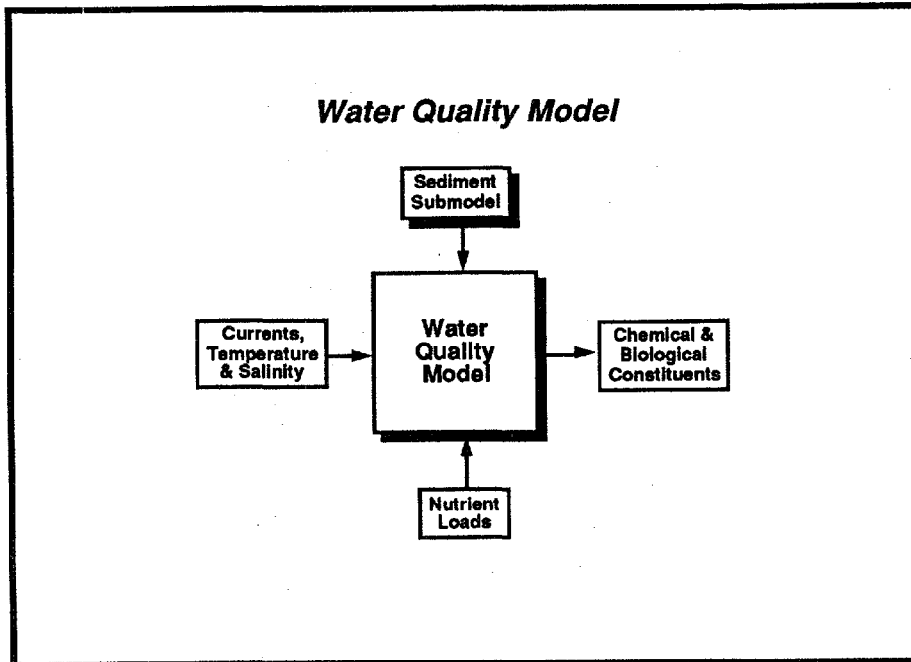 Water Quality Model
Sediment
Submodel
Currents,
Temperature
& Salinity
Water
Quality
Model
Chemical &
Biological
Constituents
Nutrient
Loads